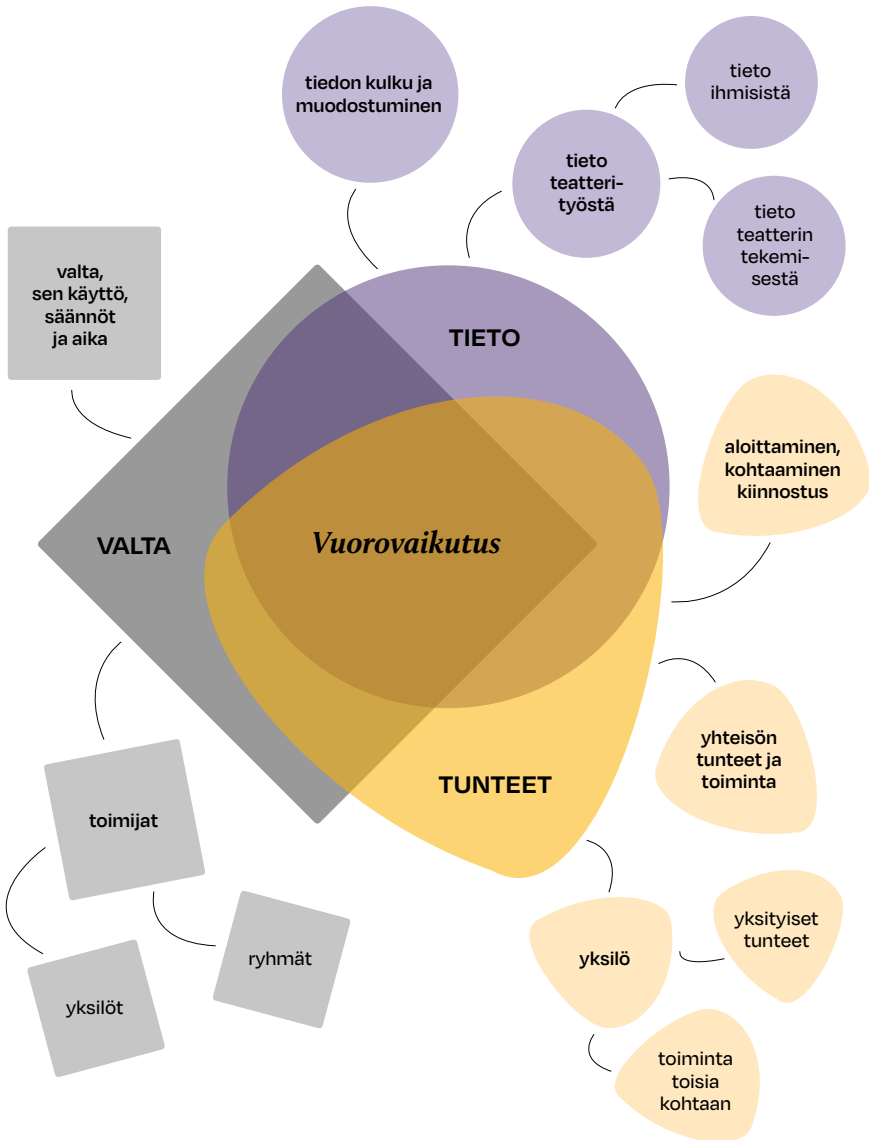 tiedon kulku ja
muodostuminen
tieto
ihmisistä
tieto
teatteri-
työstä
tieto
teatterin
tekemi-
sestä
valta,
sen käyttö,
säännöt
ja aika
TIETO
aloittaminen,
kohtaaminen
kiinnostus
VALTA
Vuorovaikutus
yhteisön
tunteet ja
toiminta
TUNTEET
toimijat
yksilöt
ryhmät
yksilö
yksityiset
tunteet
toiminta
toisia
kohtaan